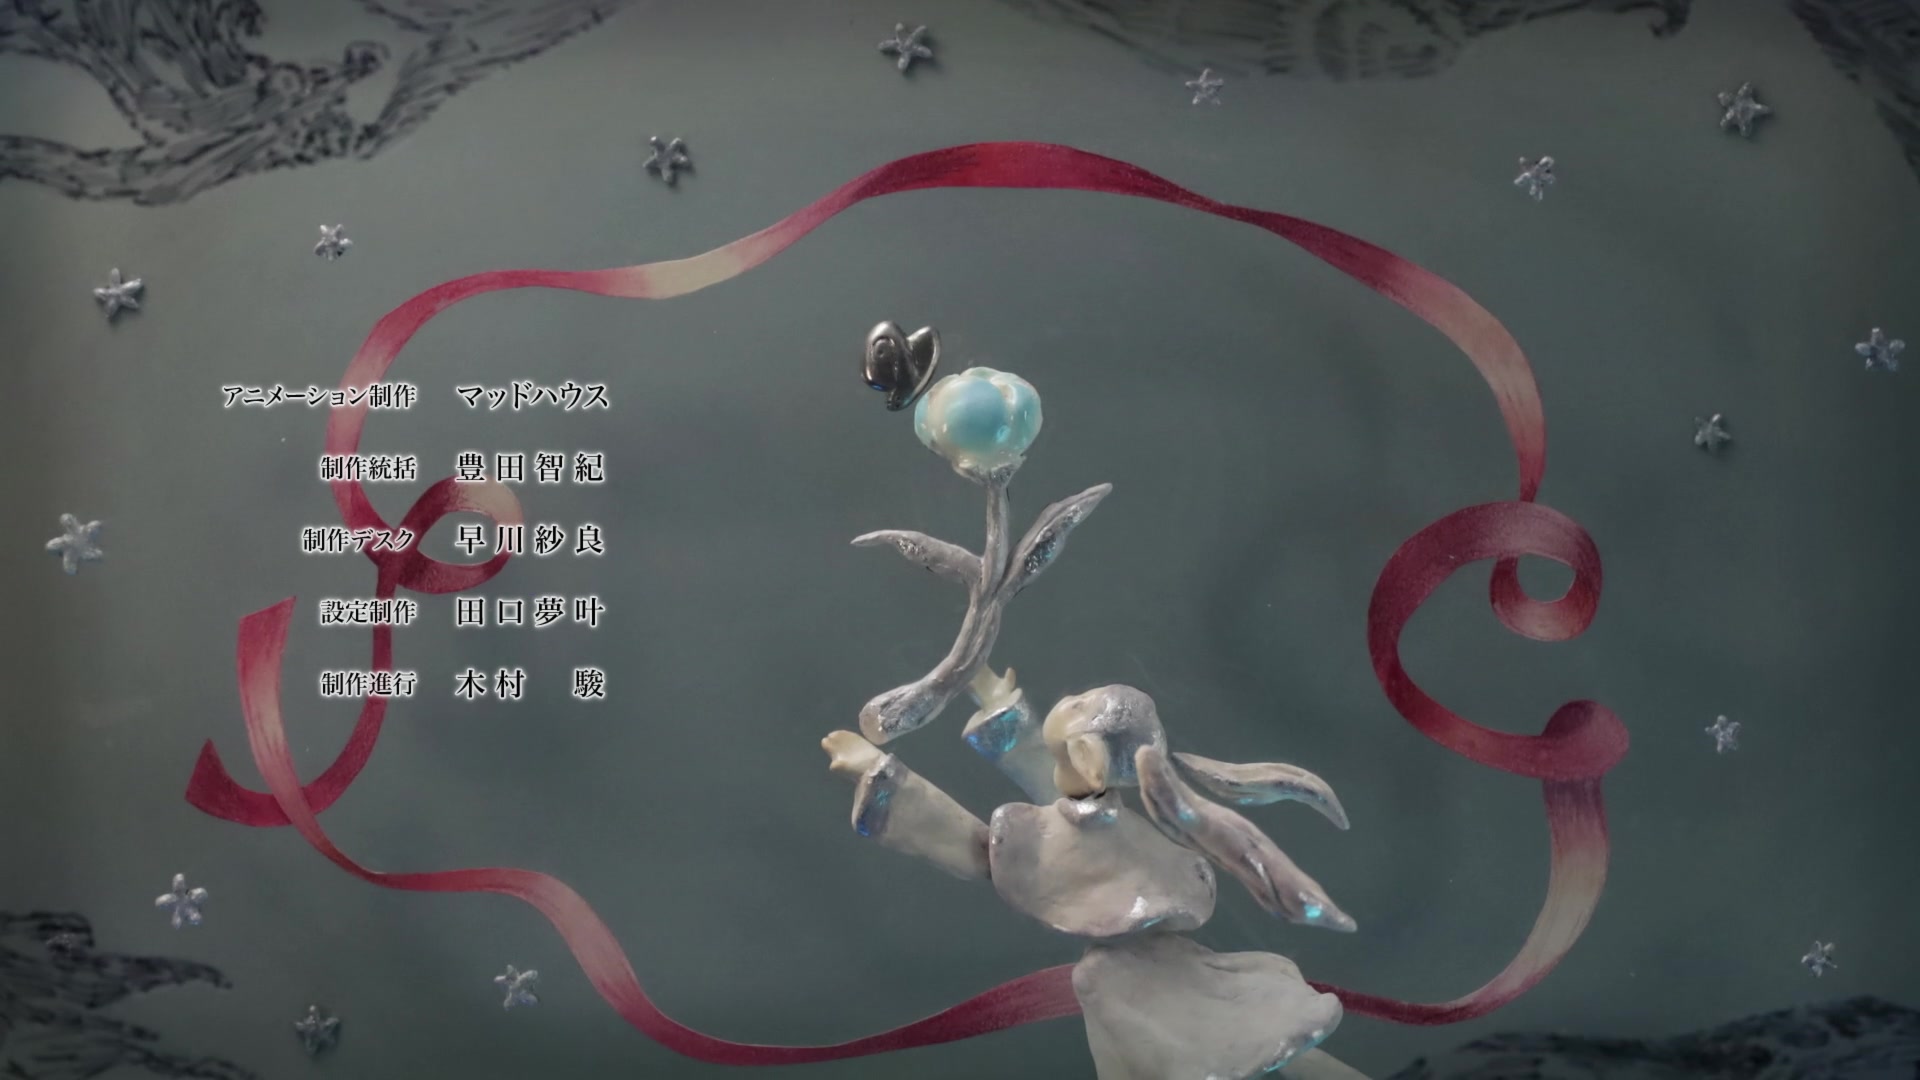 アニメーション制作 マッドハウス
制作統括 豊田智紀
制作デスク 早川紗良
設定制作 田口夢叶
制作進行 木村 駿